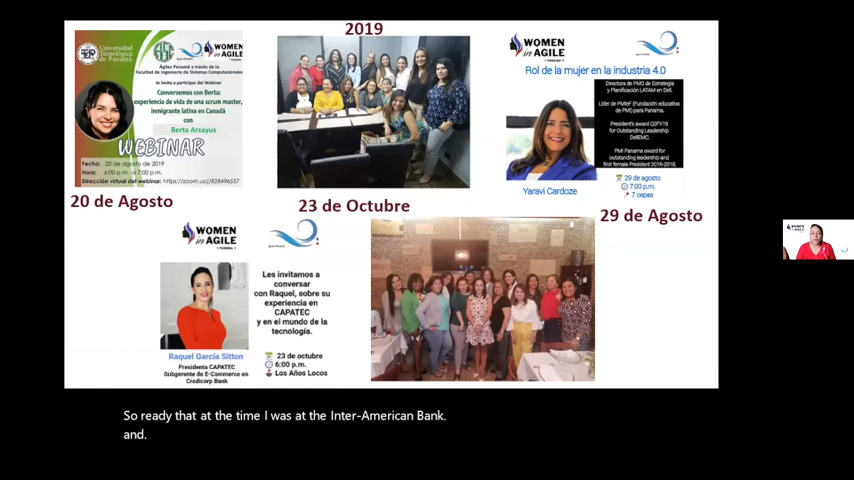 2019
Universidad
Tecnológica
de Panamá
FISC
WOMEN
in AGILE
Ágiles Panamá a través de la
Facultad de Ingeniería de Sistemas Computacionales
te invita a participar del Webinar
Conversemos con Berta:
experiencia de vida de una scrum master,
inmigrante latina en Canadá
con
Berta Arzayus
WEBINAR
Fecha: 20 de agosto de 2019
Hora: 6:00 p.m. a 7:00 p.m.
Dirección virtual del webinar: https://zoom.us/j/828496557
20 de Agosto
23 de Octubre
WOMEN
in AGILE
• PANAMA •
Rol de la mujer en la industria 4.0
Directora de PMO de Estrategia
y Planificación LATAM en Dell.
Líder de PMIeF (Fundación educativa
de PMI) para Panama.
President's award Q2FY19
for Outstanding Leadership
DellEMC.
PMI Panama award for
outstanding leadership and
first female President 2016-2018.
Yaravi Cardoze
29 de agosto
7:00 p.m.
7 cepas
29 de Agosto
WOMEN
in AGILE
• PANAMA •
Les invitamos a
conversar
con Raquel, sobre su
experiencia en
CAPATEC
y en el mundo de la
tecnología.
Raquel García Sitton
Presidenta CAPATEC
Subgerente de E-Commerce en
Credicorp Bank
23 de octubre
6:00 p.m.
Los Años Locos
WOMEN
in AGILE
So ready that at the time I was at the Inter-American Bank.
and.